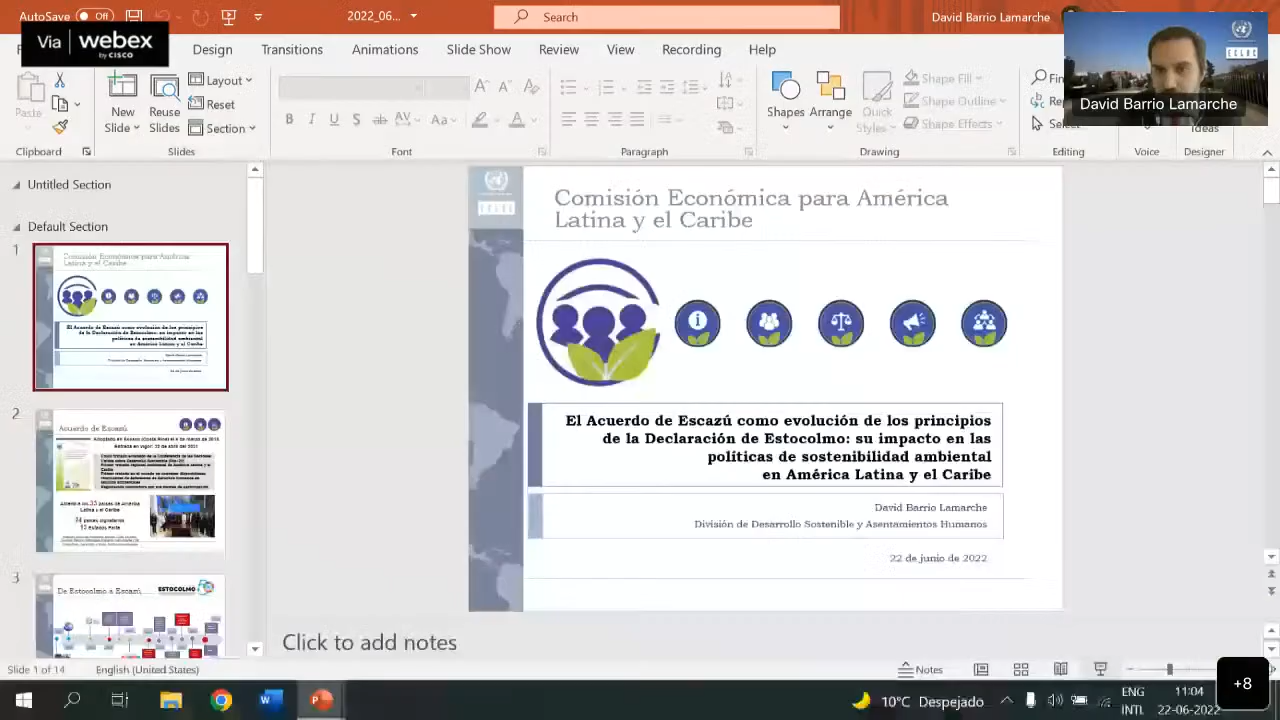 AutoSave Off 2022_06... Search David Barrio Lamarche
Via webex
by CISCO
Design Transitions Animations Slide Show Review View Recording Help
Paste New
Slide Reuse
Slides Layout
Reset
Section
Shapes Arrange Shape Fill
Shape Outline
Shape Effects
David Barrio Lamarche
ECLAC
Clipboard Slides Font Paragraph Drawing Editing Voice Designer
Untitled Section
Default Section
1
2
Acuerdo de Escazú
3
De Estocolmo a Escazú
ESTOCOLMO
Comisión Económica para América
Latina y el Caribe
El Acuerdo de Escazú como evolución de los principios
de la Declaración de Estocolmo: su impacto en las
políticas de sostenibilidad ambiental
en América Latina y el Caribe
David Barrio Lamarche
División de Desarrollo Sostenible y Asentamientos Humanos
22 de junio de 2022
Click to add notes
Slide 1 of 14 English (United States) Notes
+8
10°C Despejado ENG
INTL 11:04
22-06-2022